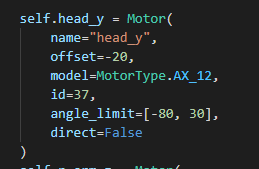 self.head_y = Motor(
    name="head_y",
    offset=-20,
    model=MotorType.AX_12,
    id=37,
    angle_limit=[-80, 30],
    direct=False
)